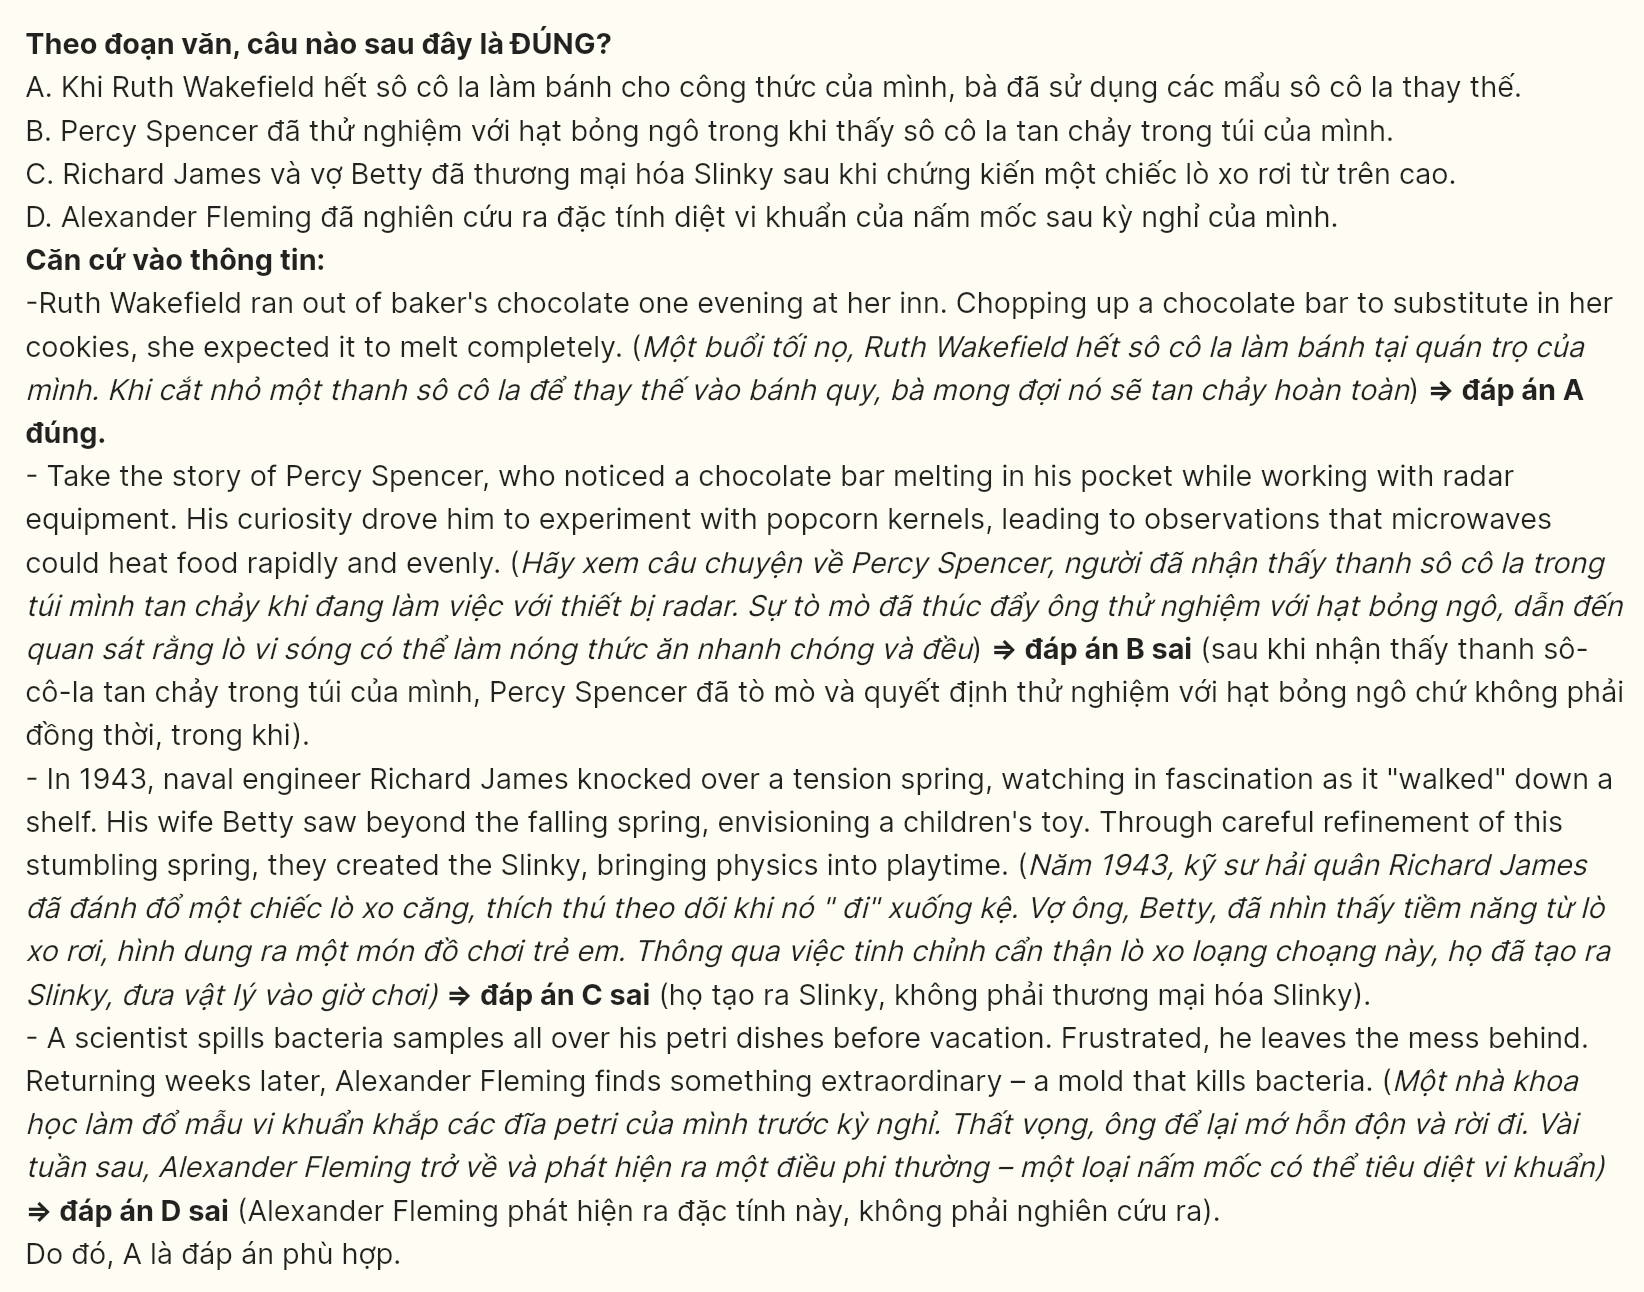 Theo đoạn văn, câu nào sau đây là ĐÚNG?
A. Khi Ruth Wakefield hết sô cô la làm bánh cho công thức của mình, bà đã sử dụng các mẩu sô cô la thay thế.
B. Percy Spencer đã thử nghiệm với hạt bỏng ngô trong khi thấy sô cô la tan chảy trong túi của mình.
C. Richard James và vợ Betty đã thương mại hóa Slinky sau khi chứng kiến một chiếc lò xo rơi từ trên cao.
D. Alexander Fleming đã nghiên cứu ra đặc tính diệt vi khuẩn của nấm mốc sau kỳ nghỉ của mình.
Căn cứ vào thông tin:
-Ruth Wakefield ran out of baker's chocolate one evening at her inn. Chopping up a chocolate bar to substitute in her
cookies, she expected it to melt completely. (Một buổi tối nọ, Ruth Wakefield hết sô cô la làm bánh tại quán trọ của
mình. Khi cắt nhỏ một thanh sô cô la để thay thế vào bánh quy, bà mong đợi nó sẽ tan chảy hoàn toàn) => đáp án A
đúng.
- Take the story of Percy Spencer, who noticed a chocolate bar melting in his pocket while working with radar
equipment. His curiosity drove him to experiment with popcorn kernels, leading to observations that microwaves
could heat food rapidly and evenly. (Hãy xem câu chuyện về Percy Spencer, người đã nhận thấy thanh sô cô la trong
túi mình tan chảy khi đang làm việc với thiết bị radar. Sự tò mò đã thúc đẩy ông thử nghiệm với hạt bỏng ngô, dẫn đến
quan sát rằng lò vi sóng có thể làm nóng thức ăn nhanh chóng và đều) => đáp án B sai (sau khi nhận thấy thanh sô-
cô-la tan chảy trong túi của mình, Percy Spencer đã tò mò và quyết định thử nghiệm với hạt bỏng ngô chứ không phải
đồng thời, trong khi).
- In 1943, naval engineer Richard James knocked over a tension spring, watching in fascination as it "walked" down a
shelf. His wife Betty saw beyond the falling spring, envisioning a children's toy. Through careful refinement of this
stumbling spring, they created the Slinky, bringing physics into playtime. (Năm 1943, kỹ sư hải quân Richard James
đã đánh đổ một chiếc lò xo căng, thích thú theo dõi khi nó " đi" xuống kệ. Vợ ông, Betty, đã nhìn thấy tiềm năng từ lò
xo rơi, hình dung ra một món đồ chơi trẻ em. Thông qua việc tinh chỉnh cẩn thận lò xo loạng choạng này, họ đã tạo ra
Slinky, đưa vật lý vào giờ chơi) => đáp án C sai (họ tạo ra Slinky, không phải thương mại hóa Slinky).
- A scientist spills bacteria samples all over his petri dishes before vacation. Frustrated, he leaves the mess behind.
Returning weeks later, Alexander Fleming finds something extraordinary – a mold that kills bacteria. (Một nhà khoa
học làm đổ mẫu vi khuẩn khắp các đĩa petri của mình trước kỳ nghỉ. Thất vọng, ông để lại mớ hỗn độn và rời đi. Vài
tuần sau, Alexander Fleming trở về và phát hiện ra một điều phi thường – một loại nấm mốc có thể tiêu diệt vi khuẩn)
=> đáp án D sai (Alexander Fleming phát hiện ra đặc tính này, không phải nghiên cứu ra).
Do đó, A là đáp án phù hợp.